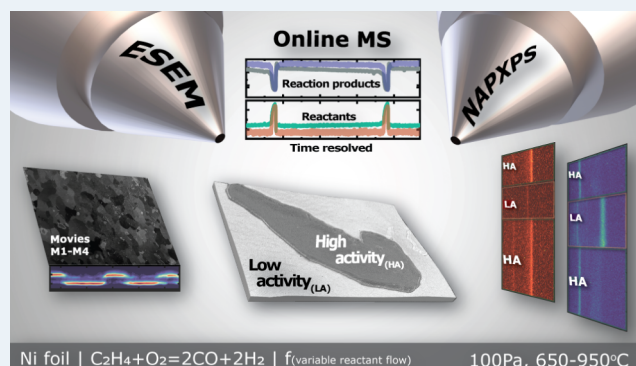 Online MS
ESEM
NAPXPS
Reaction products
Reactants
Time resolved
Movies
M1-M4
High
activity(HA)
Low
activity(LA)
HA
LA
HA
HA
LA
HA
Ni foil | C₂H₄+O₂=2CO+2H₂ | f(variable reactant flow) 100Pa, 650-950°C